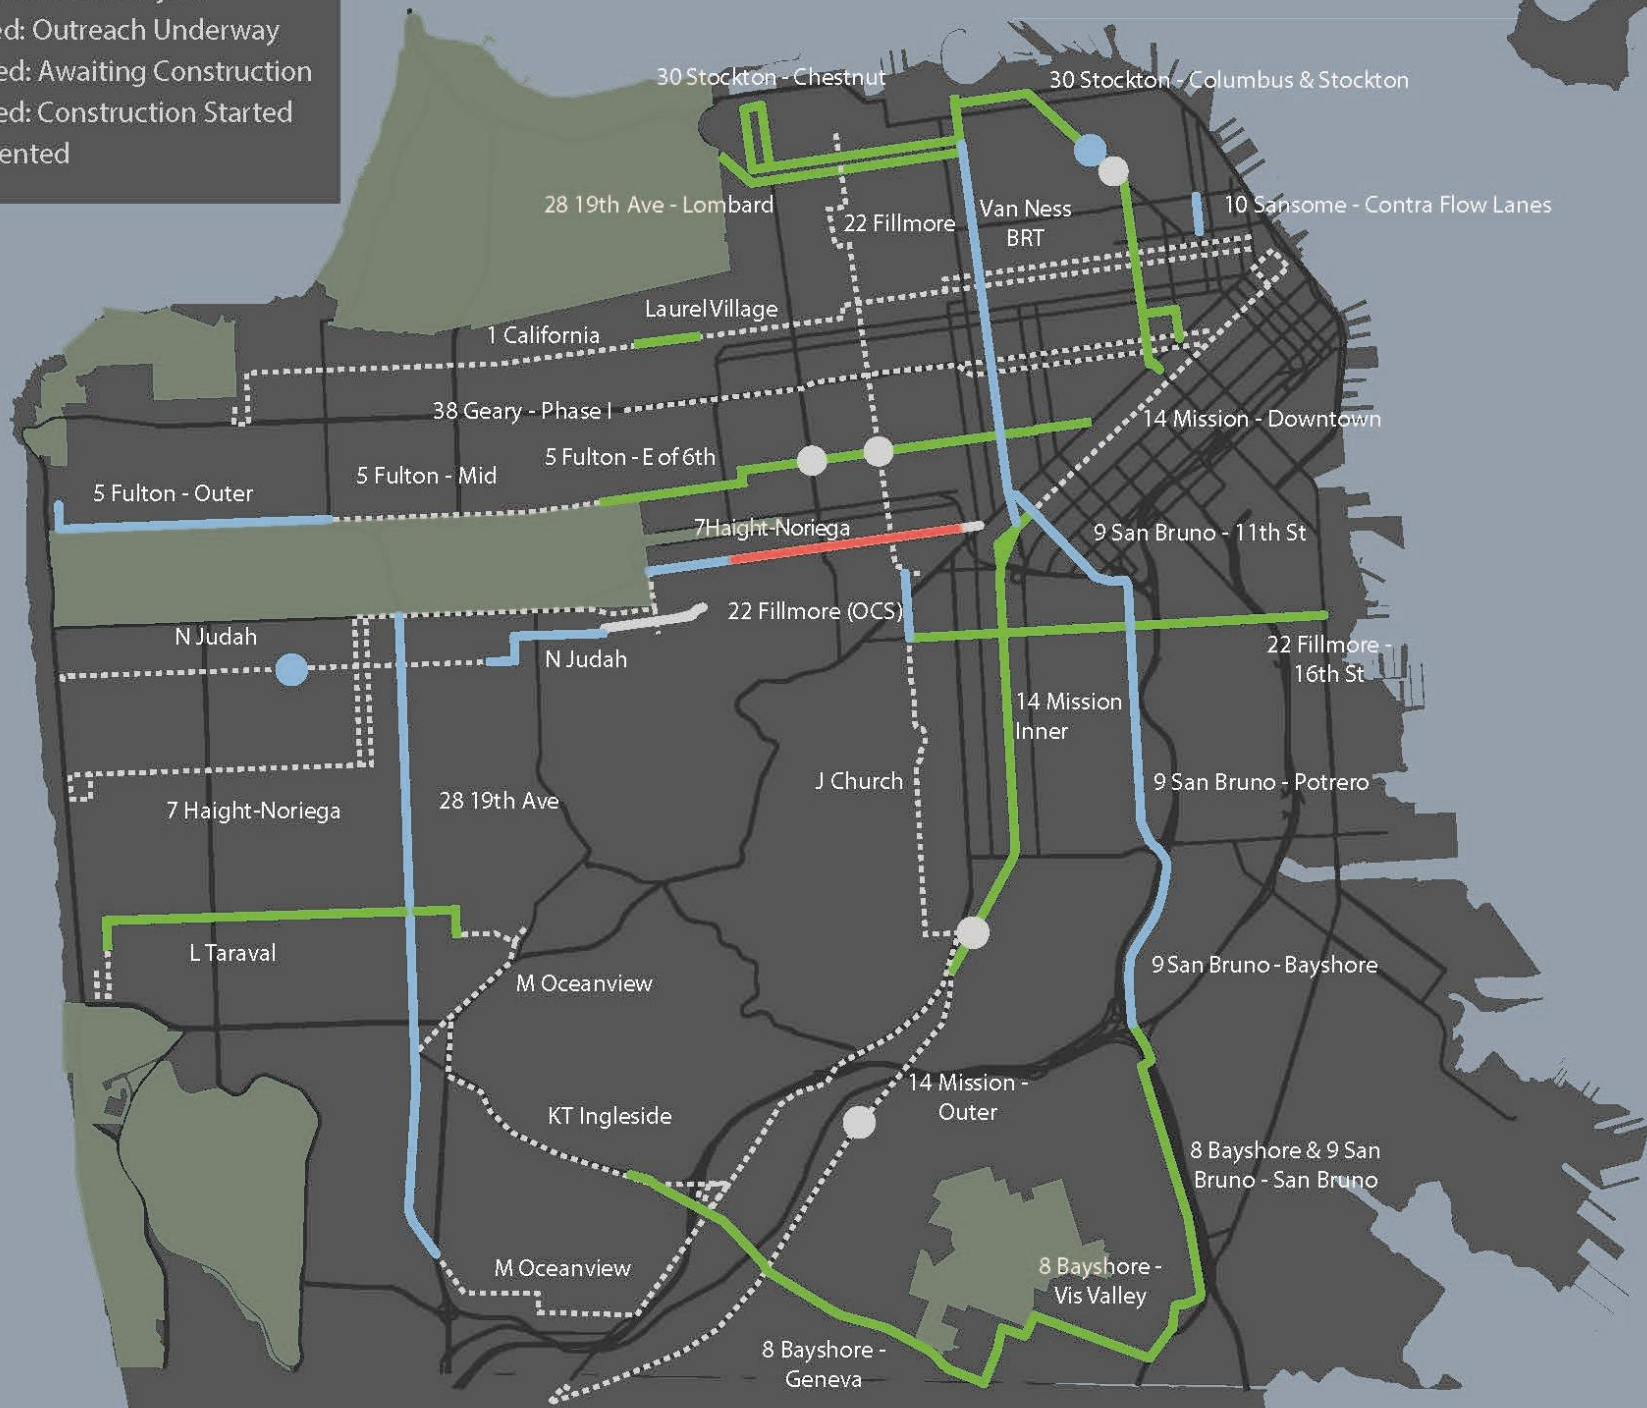 ed: Outreach Underway
ed: Awaiting Construction
ed: Construction Started
ented
30 Stockton - Chestnut
30 Stockton - Columbus & Stockton
28 19th Ave - Lombard
22 Fillmore
Van Ness
BRT
10 Sansome - Contra Flow Lanes
Laurel Village
1 California
38 Geary - Phase I
14 Mission - Downtown
5 Fulton - E of 6th
5 Fulton - Mid
5 Fulton - Outer
7 Haight-Noriega
9 San Bruno - 11th St
22 Fillmore (OCS)
N Judah
N Judah
22 Fillmore -
16th St
14 Mission
Inner
J Church
9 San Bruno - Potrero
7 Haight-Noriega
28 19th Ave
L Taraval
M Oceanview
9 San Bruno - Bayshore
14 Mission -
Outer
KT Ingleside
8 Bayshore & 9 San
Bruno - San Bruno
M Oceanview
8 Bayshore -
Vis Valley
8 Bayshore -
Geneva